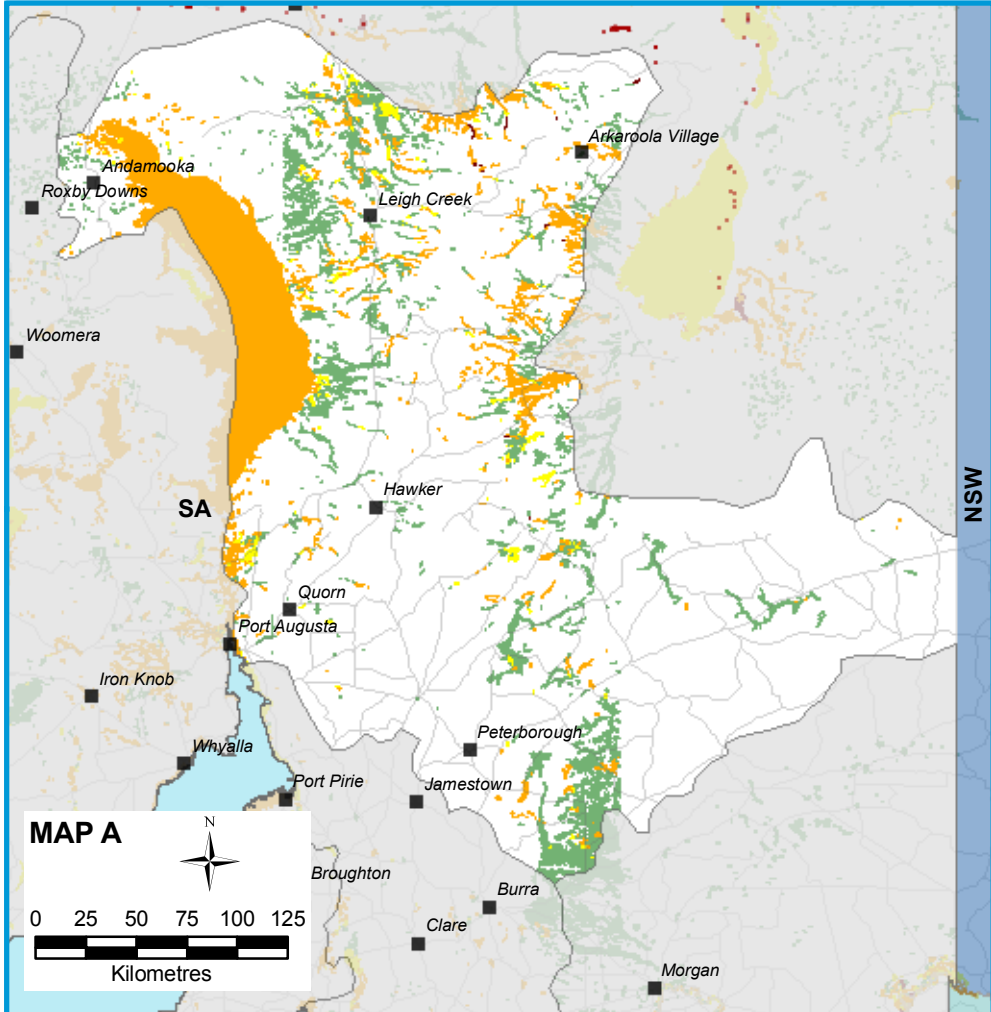 Arkaroola Village
Andamooka
Roxby Downs
Leigh Creek
Woomera
Hawker
SA
NSW
Quorn
Port Augusta
Iron Knob
Peterborough
Whyalla
Port Pirie
Jamestown
MAP A
N
Broughton
Burra
0 25 50 75 100 125
Clare
Kilometres
Morgan